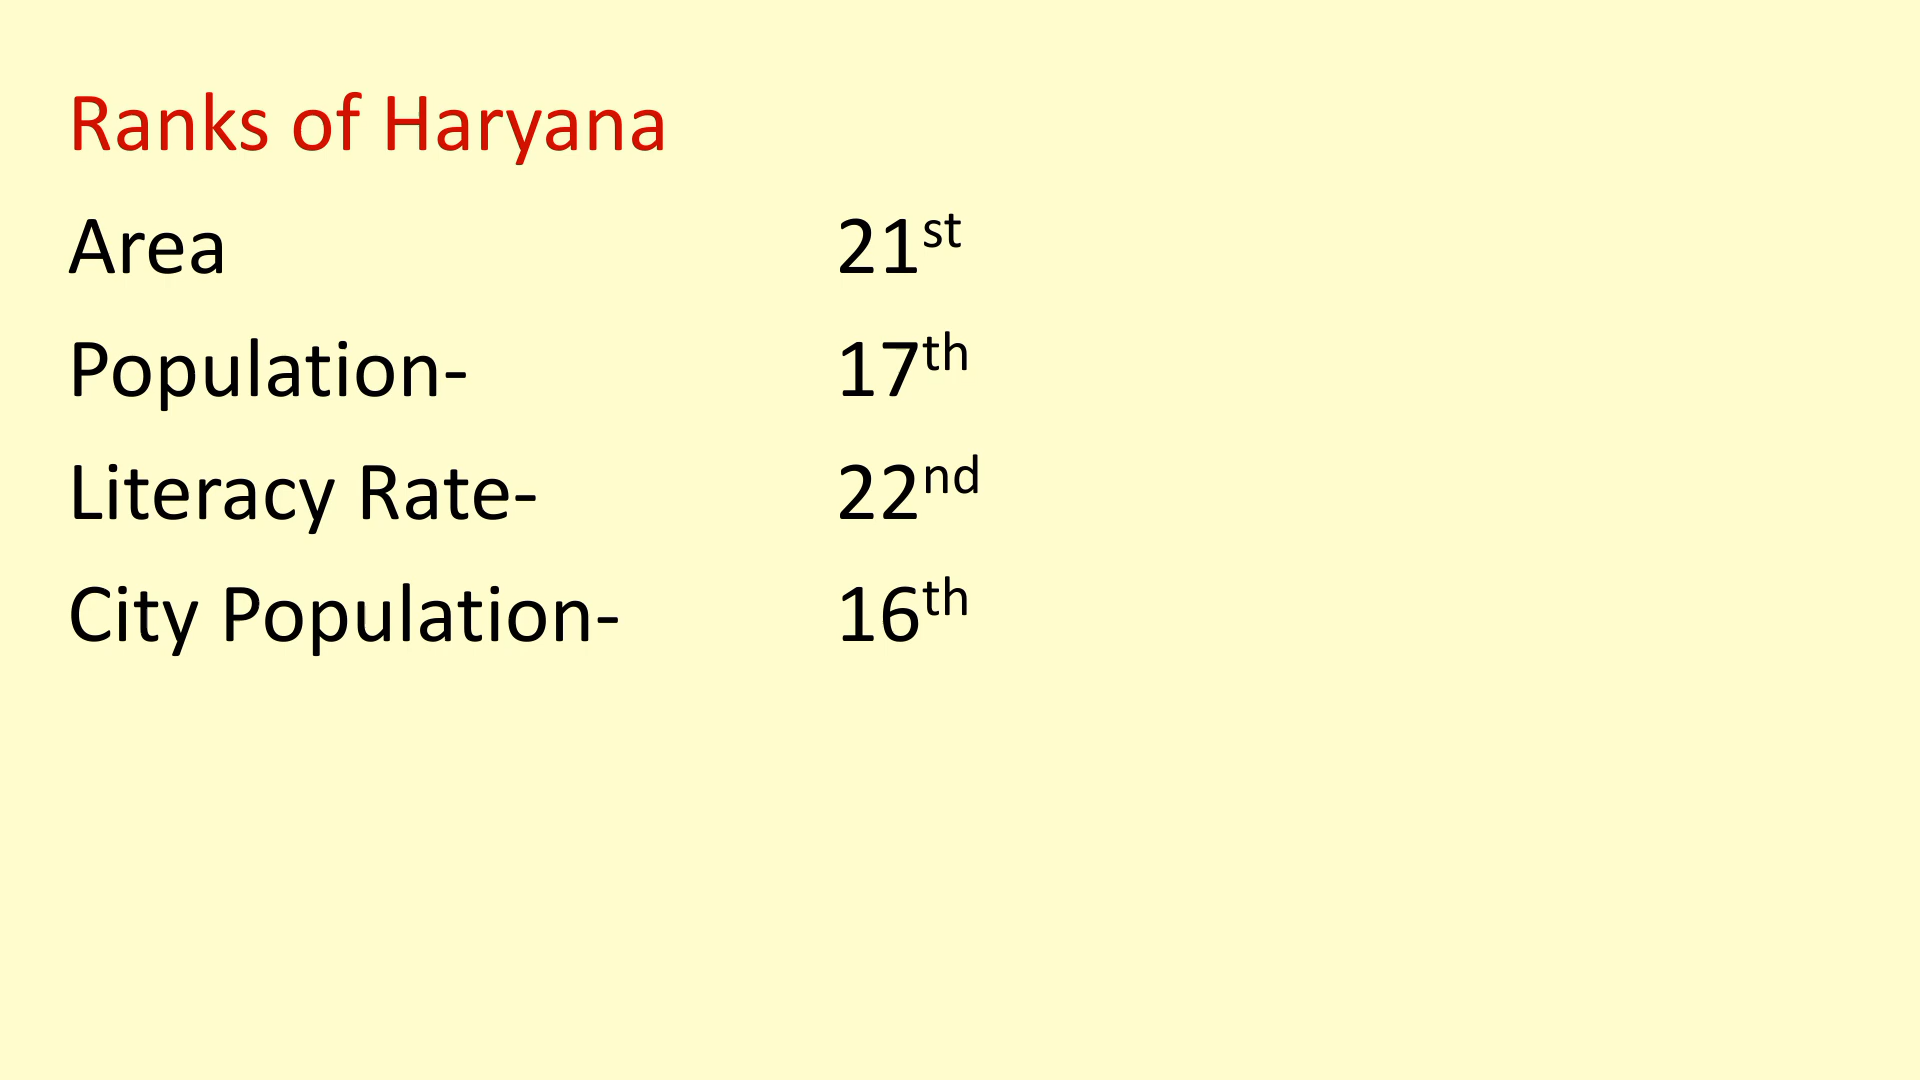 Ranks of Haryana
Area 21st
Population- 17th
Literacy Rate- 22nd
City Population- 16th